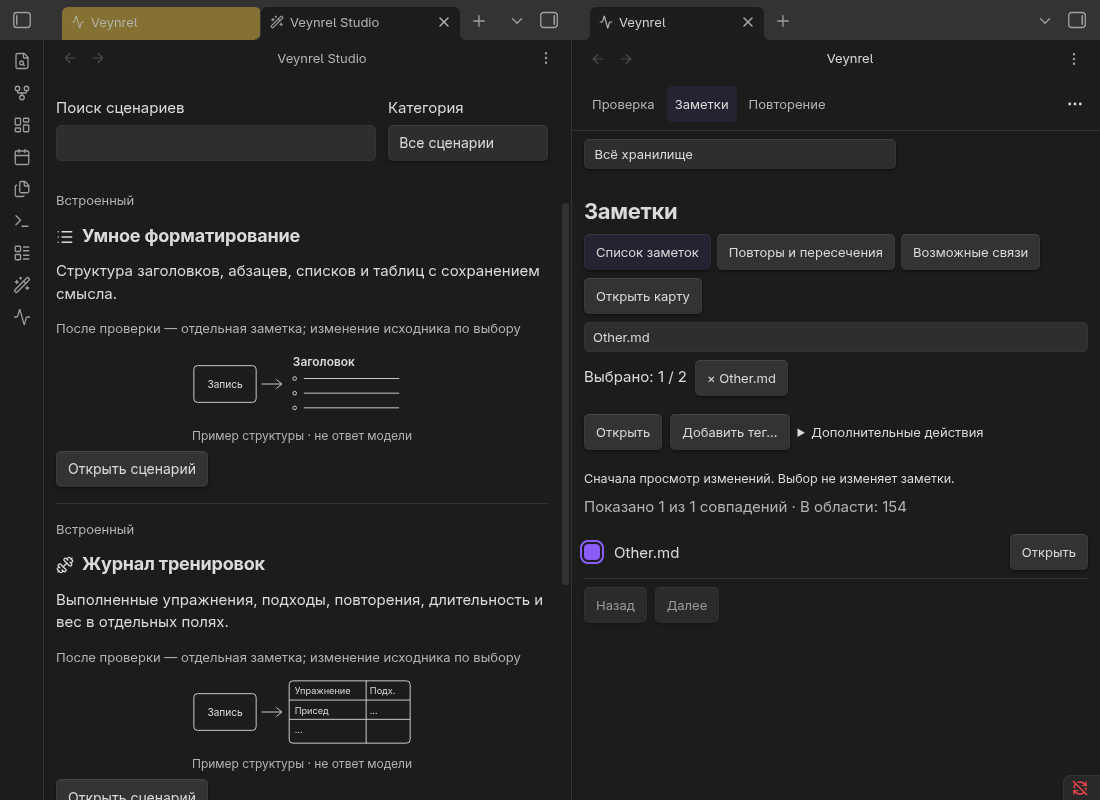 Veynrel
Veynrel Studio
Veynrel
Veynrel Studio
Поиск сценариев
Категория
Все сценарии
Встроенный
Умное форматирование
Структура заголовков, абзацев, списков и таблиц с сохранением
смысла.
После проверки — отдельная заметка; изменение исходника по выбору
Запись
Заголовок
Пример структуры · не ответ модели
Открыть сценарий
Встроенный
Журнал тренировок
Выполненные упражнения, подходы, повторения, длительность и
вес в отдельных полях.
После проверки — отдельная заметка; изменение исходника по выбору
Запись
Упражнение
Подх.
Присед
...
...
Пример структуры · не ответ модели
Открыть сценарий
Veynrel
Проверка
Заметки
Повторение
Всё хранилище
Заметки
Список заметок
Повторы и пересечения
Возможные связи
Открыть карту
Other.md
Выбрано: 1 / 2
× Other.md
Открыть
Добавить тег...
Дополнительные действия
Сначала просмотр изменений. Выбор не изменяет заметки.
Показано 1 из 1 совпадений · В области: 154
Other.md
Открыть
Назад
Далее